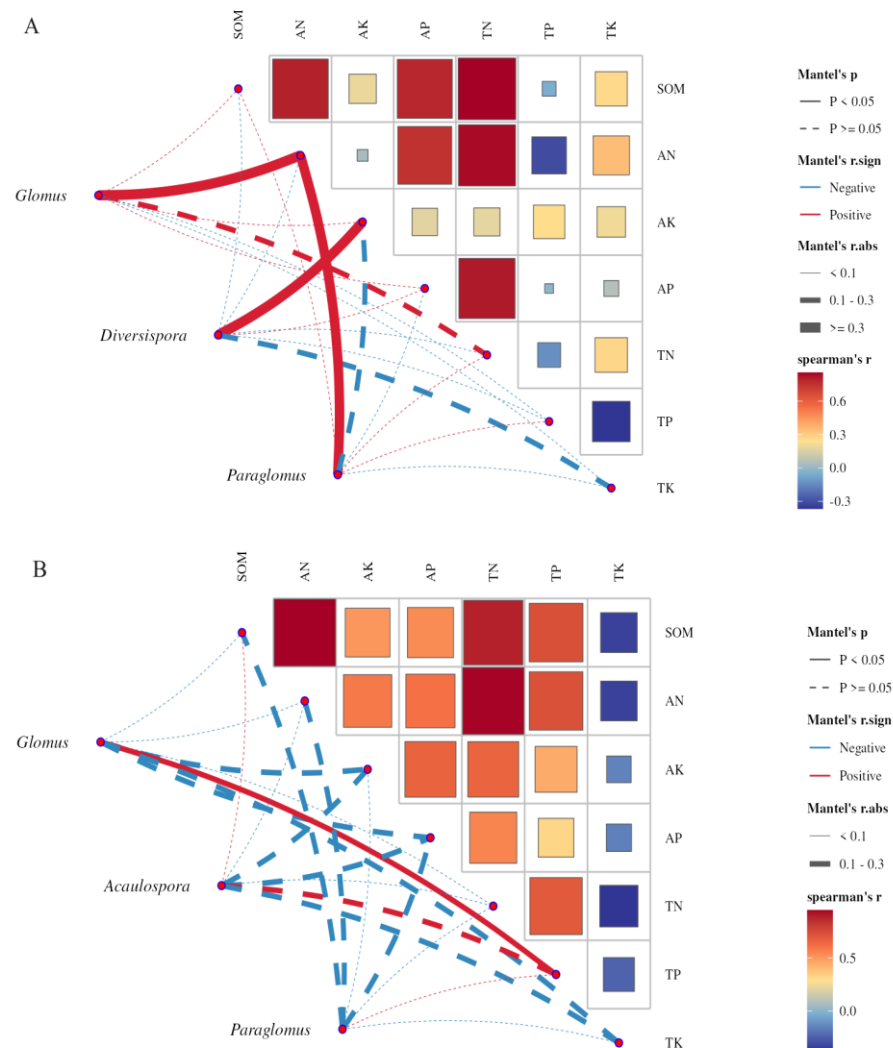 A
SOM AN AK AP TN TP TK
SOM
AN
AK
AP
TN
TP
TK
Glomus
Diversispora
Paraglomus
Mantel's p
P < 0.05
P >= 0.05
Mantel's r.sign
Negative
Positive
Mantel's r.abs
< 0.1
0.1 - 0.3
>= 0.3
spearman's r
0.6
0.3
0.0
-0.3
B
SOM AN AK AP TN TP TK
SOM
AN
AK
AP
TN
TP
TK
Glomus
Acaulospora
Paraglomus
Mantel's p
P < 0.05
P >= 0.05
Mantel's r.sign
Negative
Positive
Mantel's r.abs
< 0.1
0.1 - 0.3
spearman's r
0.5
0.0